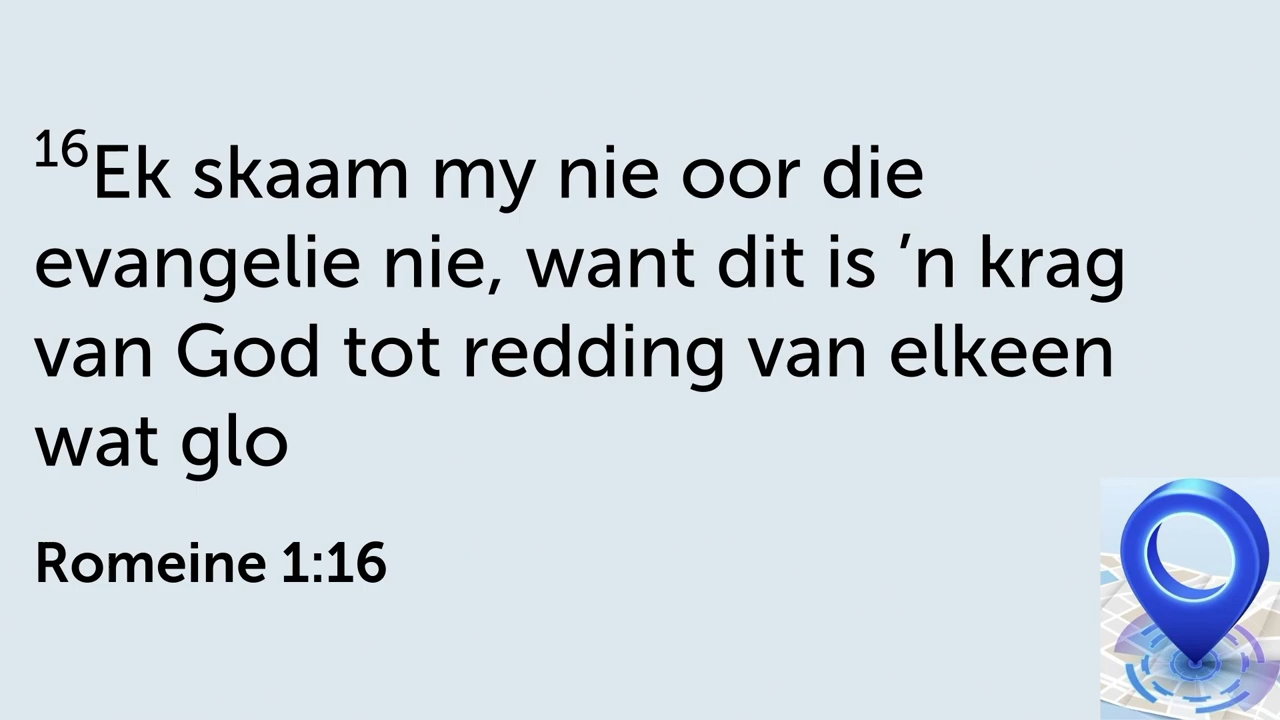 16Ek skaam my nie oor die
evangelie nie, want dit is ’n krag
van God tot redding van elkeen
wat glo
Romeine 1:16